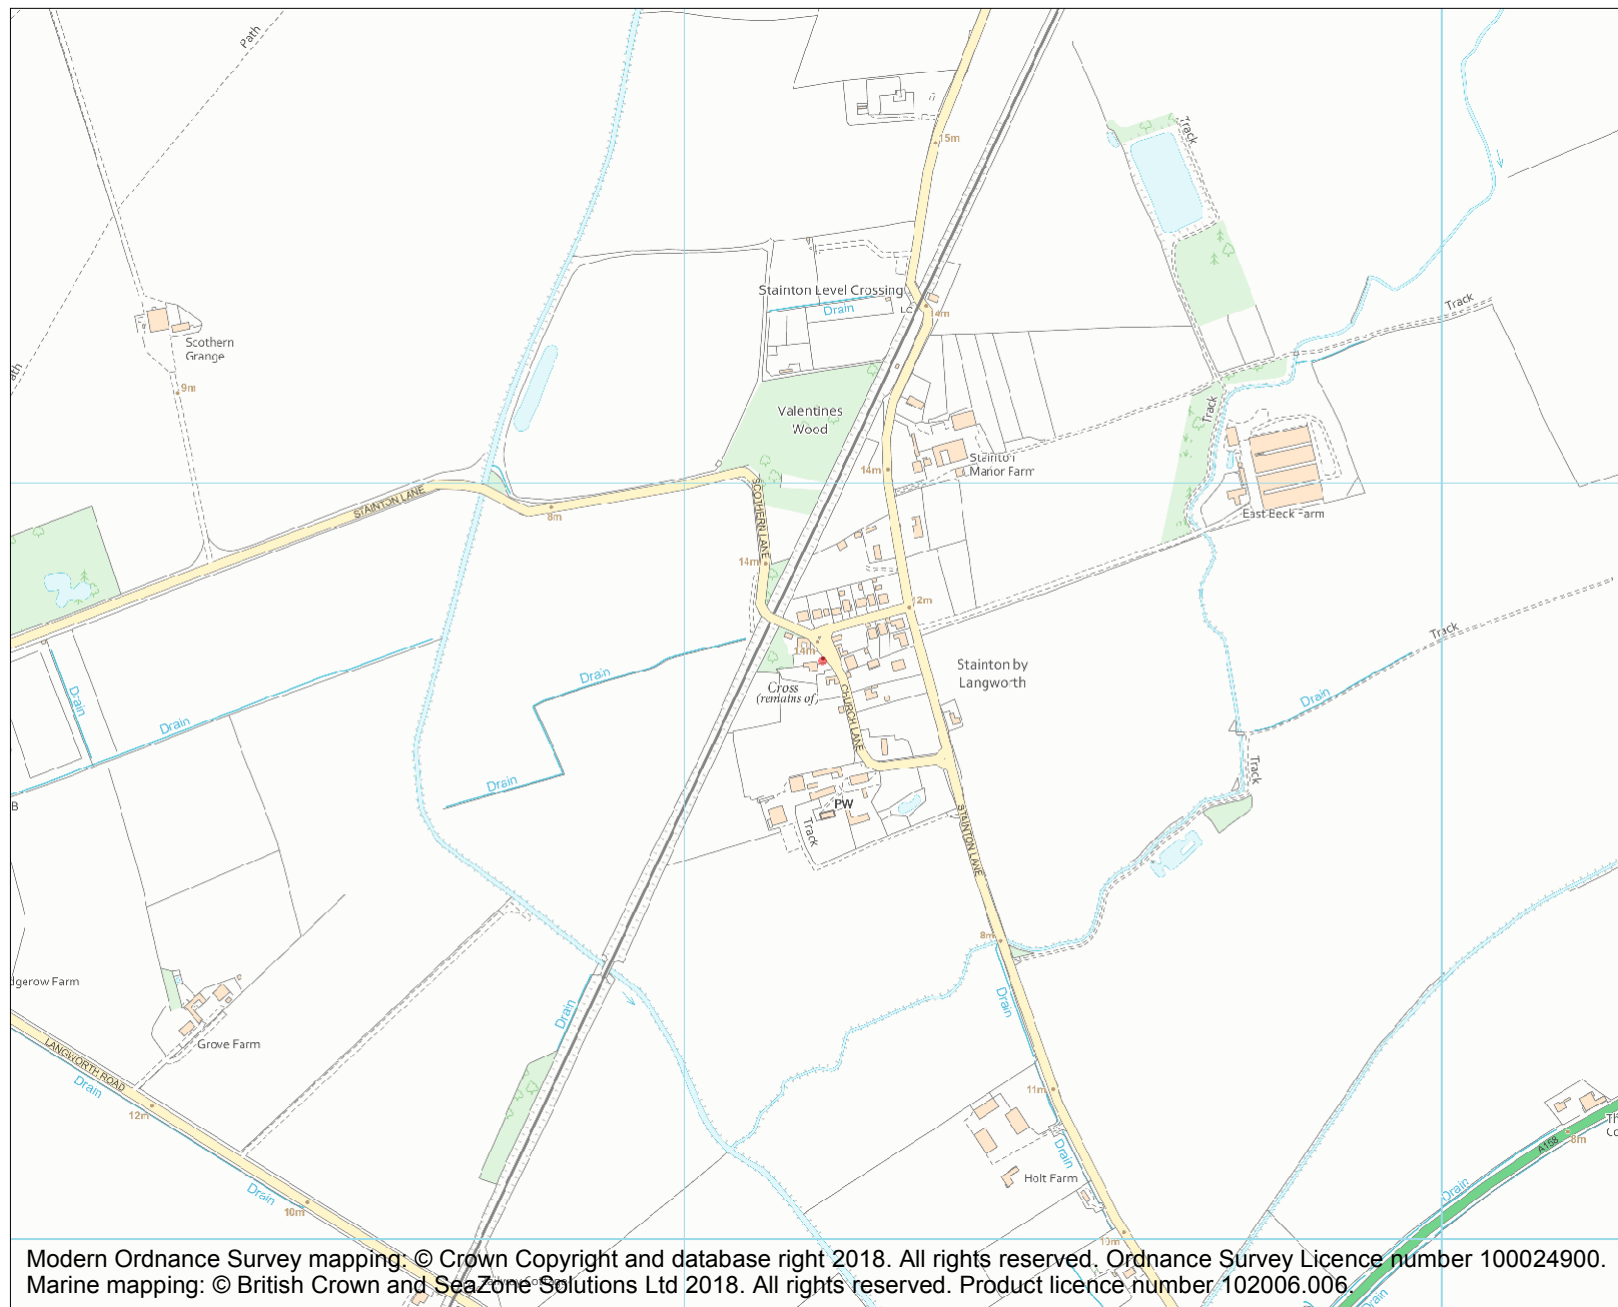 Path
Track
15m
Stainton Level Crossing
Drain
LC
14m
Track
Scothern
Grange
9m
Valentines
Wood
Track
14m
Stainton
Manor Farm
STAINTON LANE
8m
SCOTHERN LANE
East Beck Farm
14m
12m
Track
14m
Stainton by
Langworth
Drain
Drain
Drain
Drain
Cross
(remains of)
CHURCH LANE
Drain
Track
PW
Track
STAINTON LANE
8m
dgerow Farm
Drain
Drain
Grove Farm
LANGWORTH ROAD
Drain
12m
11m
Drain
Holt Farm
A158
8m
Drain
10m
Drain
10m
Modern Ordnance Survey mapping: © Crown Copyright and database right 2018. All rights reserved. Ordnance Survey Licence number 100024900.
Marine mapping: © British Crown and SeaZone Solutions Ltd 2018. All rights reserved. Product licence number 102006.006.
Drain